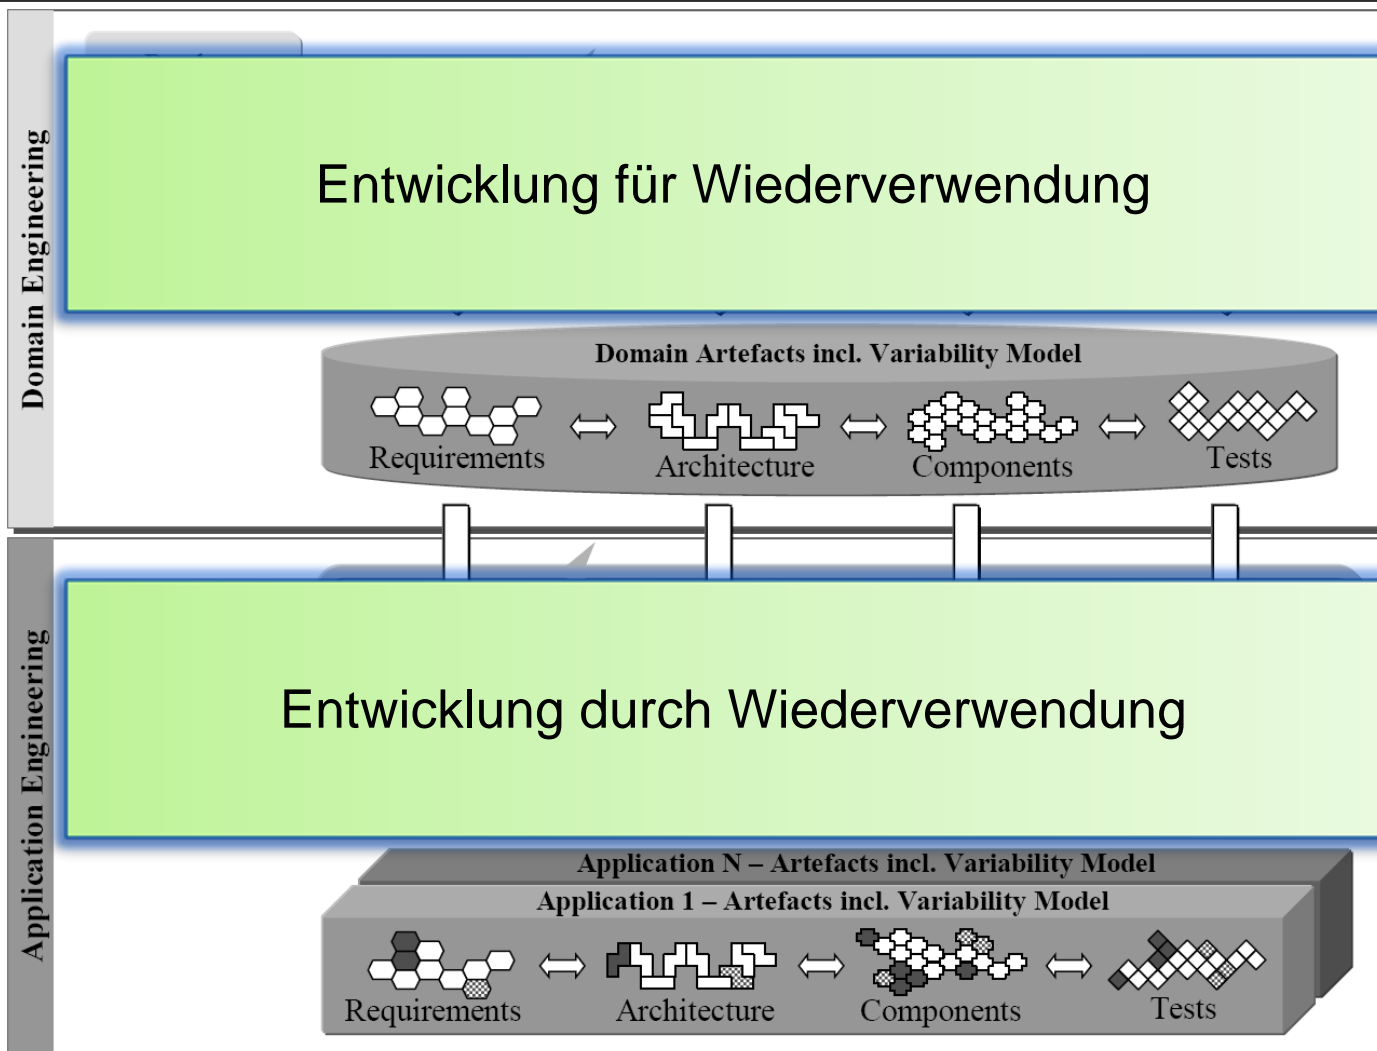 Domain Engineering
Entwicklung für Wiederverwendung
Domain Artefacts incl. Variability Model
Requirements
Architecture
Components
Tests
Application Engineering
Entwicklung durch Wiederverwendung
Application N – Artefacts incl. Variability Model
Application 1 – Artefacts incl. Variability Model
Requirements
Architecture
Components
Tests